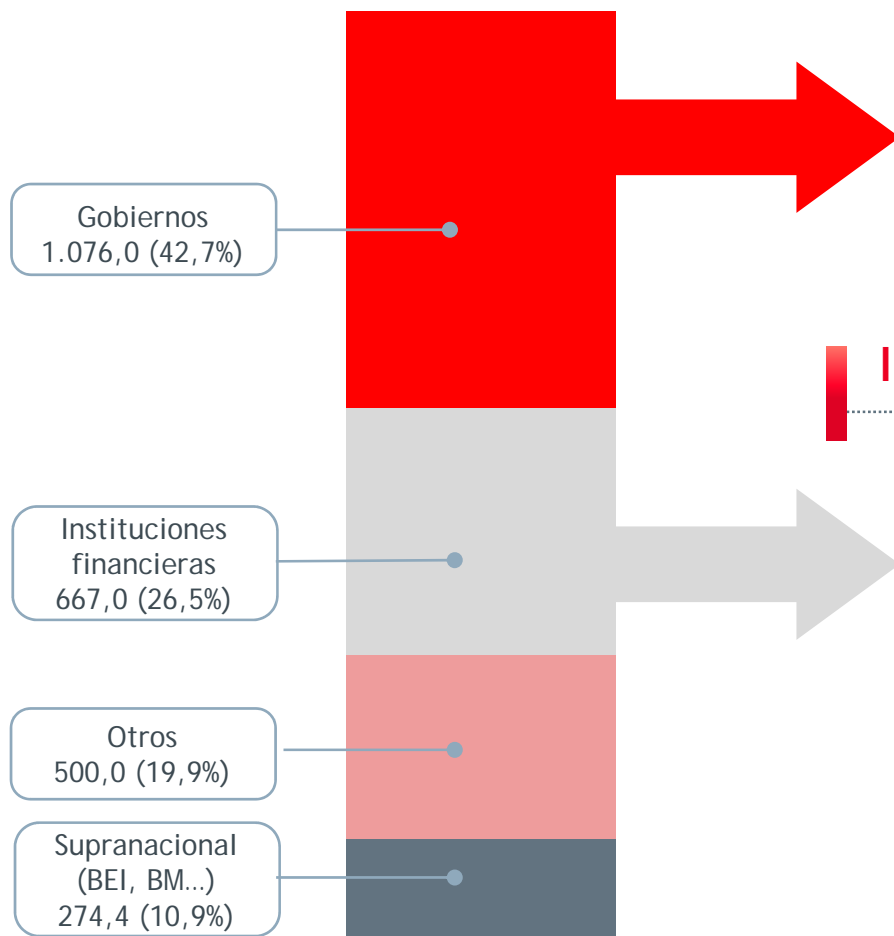 Gobiernos
1.076,0 (42,7%)
Instituciones
financieras
667,0 (26,5%)
Otros
500,0 (19,9%)
Supranacional
(BEI, BM...)
274,4 (10,9%)